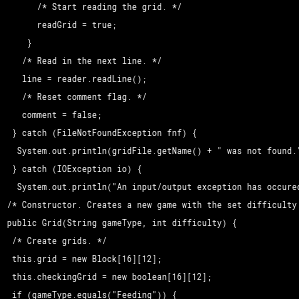 /* Start reading the grid. */
readGrid = true;
}
/* Read in the next line. */
line = reader.readLine();
/* Reset comment flag. */
comment = false;
} catch (FileNotFoundException fnf) {
System.out.println(gridFile.getName() + " was not found.
} catch (IOException io) {
System.out.println("An input/output exception has occured
/* Constructor. Creates a new game with the set difficulty
public Grid(String gameType, int difficulty) {
/* Create grids. */
this.grid = new Block[16][12];
this.checkingGrid = new boolean[16][12];
if (gameType.equals("Feeding")) {